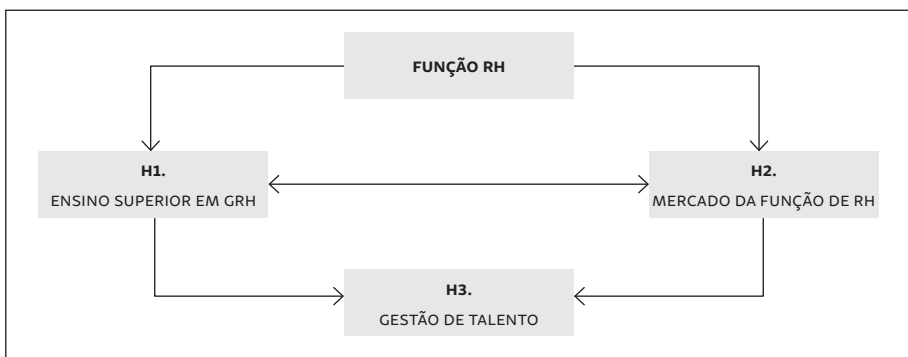 FUNÇÃO RH
H1.
ENSINO SUPERIOR EM GRH
H2.
MERCADO DA FUNÇÃO DE RH
H3.
GESTÃO DE TALENTO